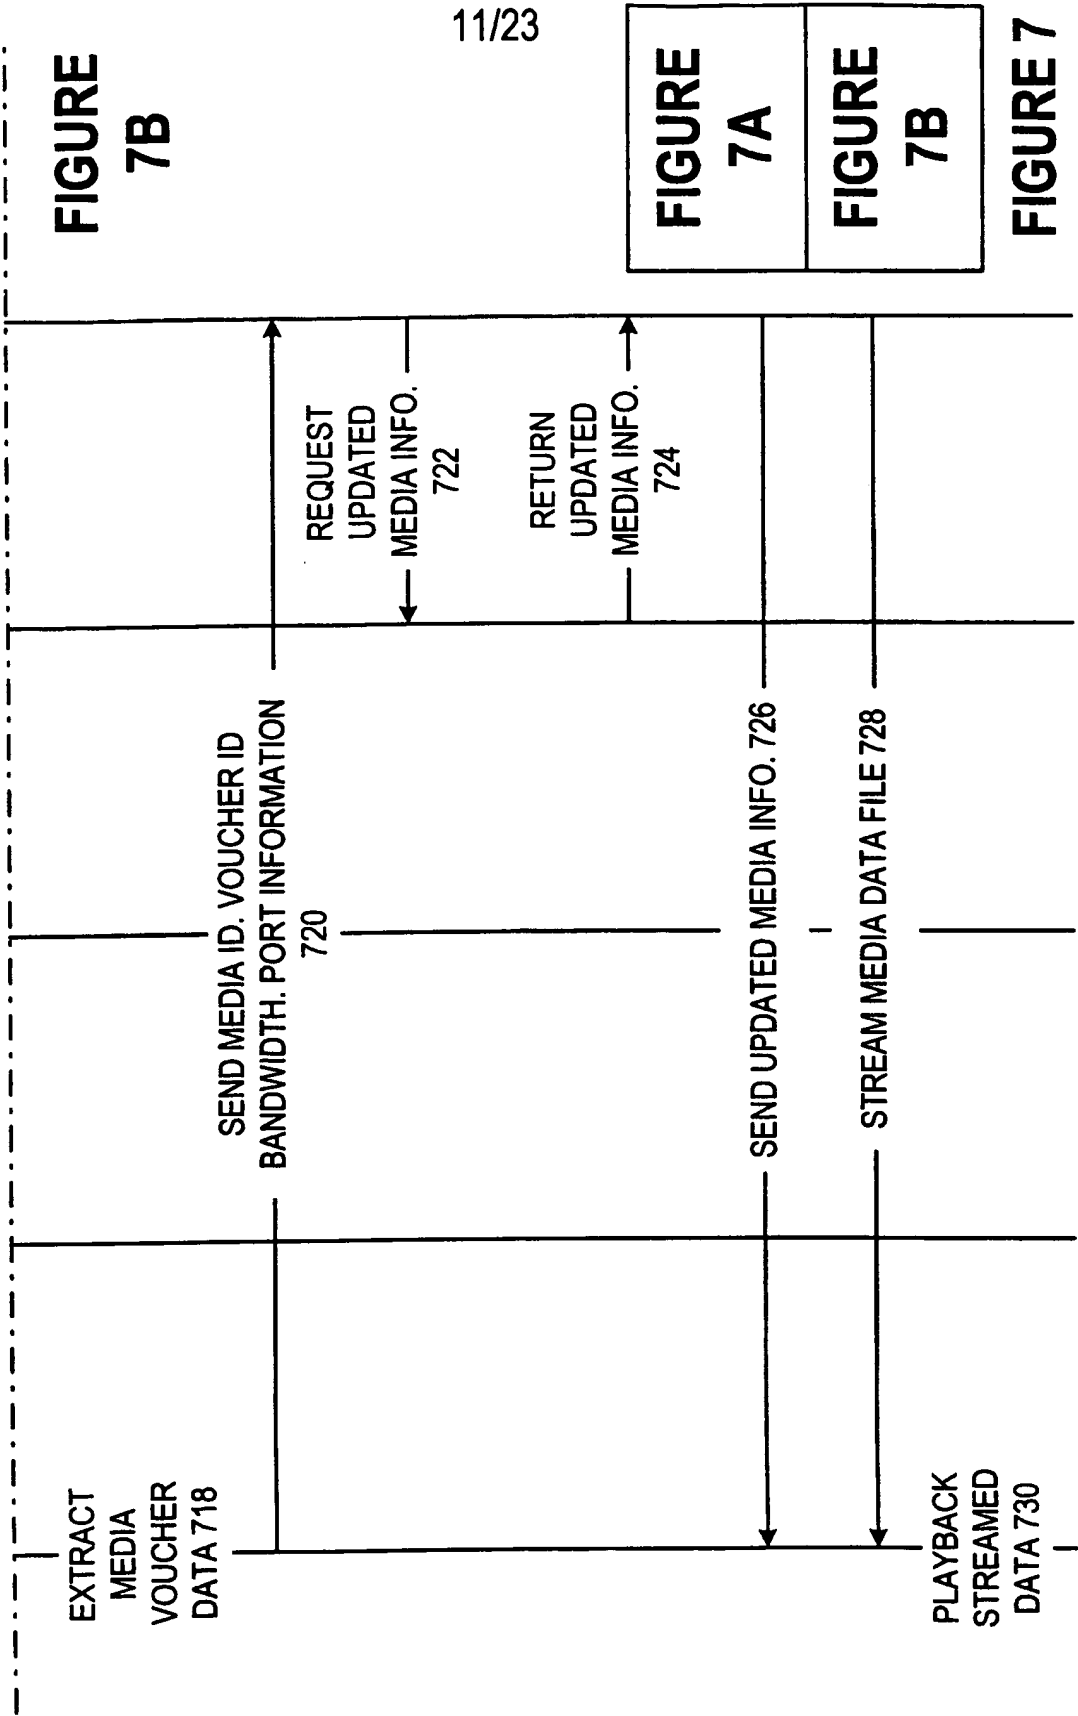 11/23
EXTRACT
MEDIA
VOUCHER
DATA 718
SEND MEDIA ID. VOUCHER ID
BANDWIDTH. PORT INFORMATION
720
REQUEST
UPDATED
MEDIA INFO.
722
RETURN
UPDATED
MEDIA INFO.
724
SEND UPDATED MEDIA INFO. 726
STREAM MEDIA DATA FILE 728
PLAYBACK
STREAMED
DATA 730
FIGURE
7B
FIGURE
7A
FIGURE
7B
FIGURE 7